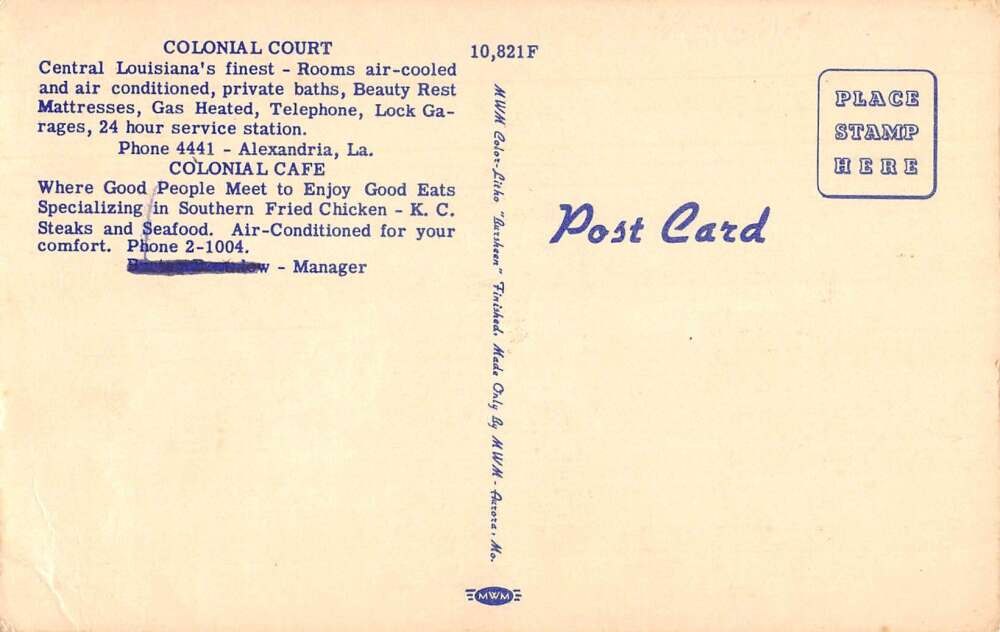 COLONIAL COURT
Central Louisiana's finest - Rooms air-cooled
and air conditioned, private baths, Beauty Rest
Mattresses, Gas Heated, Telephone, Lock Ga-
rages, 24 hour service station.
Phone 4441 - Alexandria, La.
COLONIAL CAFE
Where Good People Meet to Enjoy Good Eats
Specializing in Southern Fried Chicken - K. C.
Steaks and Seafood. Air-Conditioned for your
comfort. Phone 2-1004.
- Manager
10,821F
MWM Color-Litho "Dursheen" Finished. Made Only By MWM - Aurora, Mo.
MWM
Post Card
PLACE
STAMP
HERE